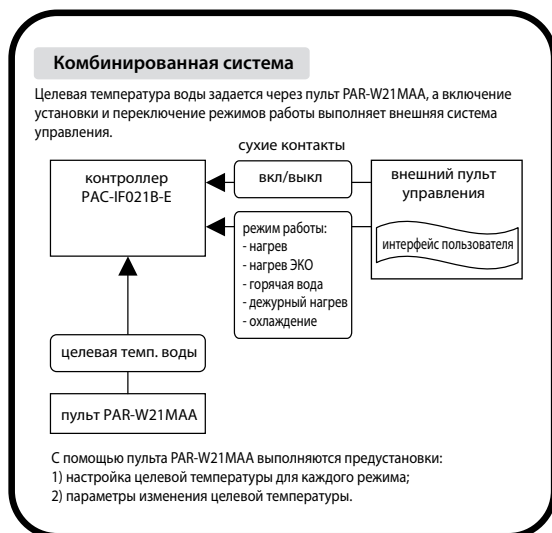 Комбинированная система
Целевая температура воды задается через пульт PAR-W21MAA, а включение
установки и переключение режимов работы выполняет внешняя система
управления.
сухие контакты
контроллер
PAC-IF021B-E
вкл/выкл
внешний пульт
управления
интерфейс пользователя
режим работы:
- нагрев
- нагрев ЭКО
- горячая вода
- дежурный нагрев
- охлаждение
целевая темп. воды
пульт PAR-W21MAA
С помощью пульта PAR-W21MAA выполняются предустановки:
1) настройка целевой температуры для каждого режима;
2) параметры изменения целевой температуры.